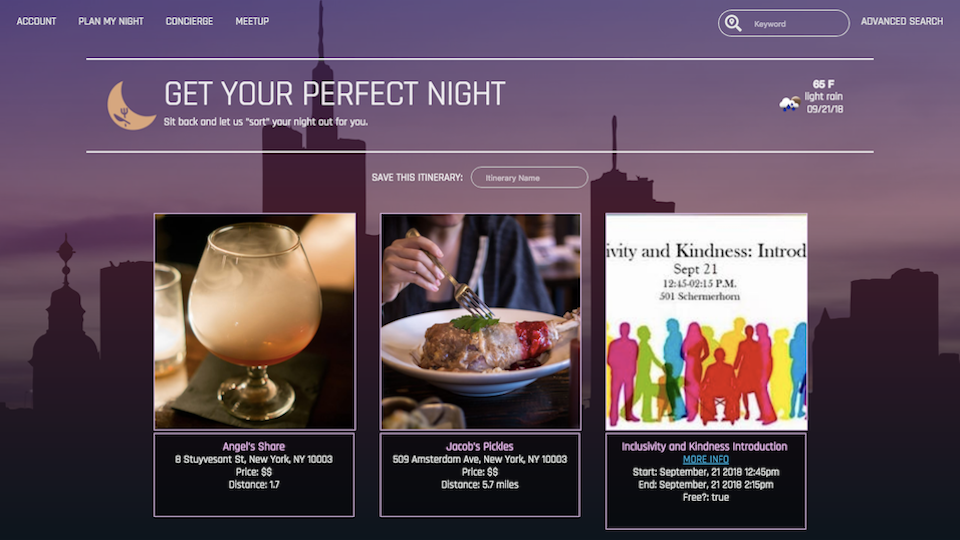 ACCOUNT PLAN MY NIGHT CONCIERGE MEETUP Keyword ADVANCED SEARCH
GET YOUR PERFECT NIGHT
Sit back and let us "sort" your night out for you.
65 F
light rain
09/21/18
SAVE THIS ITINERARY: Itinerary Name
ivity and Kindness: Introd
Sept 21
12:45-02:15 P.M.
501 Schermerhorn
Angel's Share
8 Stuyvesant St, New York, NY 10003
Price: $$
Distance: 1.7
Jacob's Pickles
509 Amsterdam Ave, New York, NY 10003
Price: $$
Distance: 5.7 miles
Inclusivity and Kindness Introduction
MORE INFO
Start: September, 21 2018 12:45pm
End: September, 21 2018 2:15pm
Free?: true